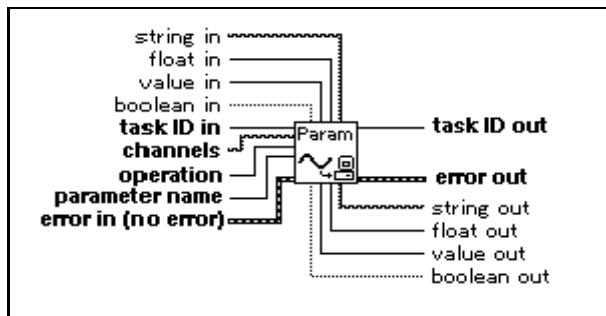 string in
float in
value in
boolean in
task ID in
channels
operation
parameter name
error in (no error)
Param
task ID out
error out
string out
float out
value out
boolean out